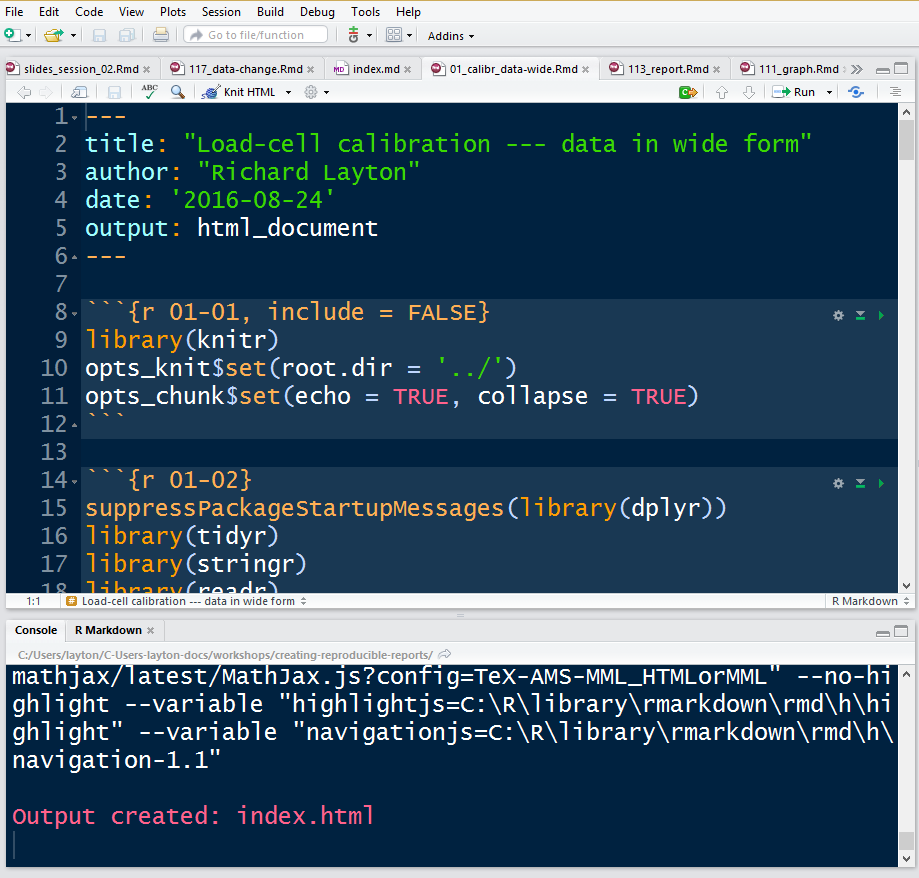 File Edit Code View Plots Session Build Debug Tools Help
Go to file/function Addins
slides_session_02.Rmd 117_data-change.Rmd index.md 01_calibr_data-wide.Rmd 113_report.Rmd 111_graph.Rmd
ABC Knit HTML Run
1 ---
2 title: "Load-cell calibration --- data in wide form"
3 author: "Richard Layton"
4 date: '2016-08-24'
5 output: html_document
6 ---
7
8 ```{r 01-01, include = FALSE}
9 library(knitr)
10 opts_knit$set(root.dir = '../')
11 opts_chunk$set(echo = TRUE, collapse = TRUE)
12 ```
13
14 ```{r 01-02}
15 suppressPackageStartupMessages(library(dplyr))
16 library(tidyr)
17 library(stringr)
18 library(readr)
1:1 Load-cell calibration --- data in wide form R Markdown
Console R Markdown
C:/Users/layton/C-Users-layton-docs/workshops/creating-reproducible-reports/
mathjax/latest/MathJax.js?config=TeX-AMS-MML_HTMLorMML" --no-hi
ghlight --variable "highlightjs=C:\R\library\rmarkdown\rmd\h\hi
ghlight" --variable "navigationjs=C:\R\library\rmarkdown\rmd\h\
navigation-1.1"
Output created: index.html